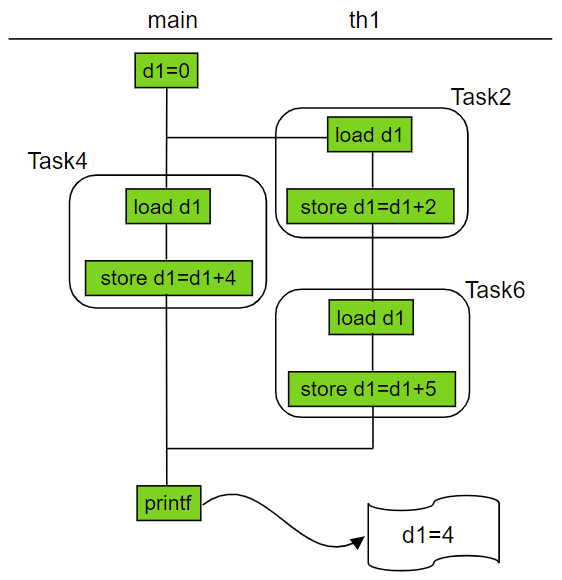 main th1
d1=0
Task2
load d1
Task4
load d1
store d1=d1+2
store d1=d1+4
Task6
load d1
store d1=d1+5
printf
d1=4